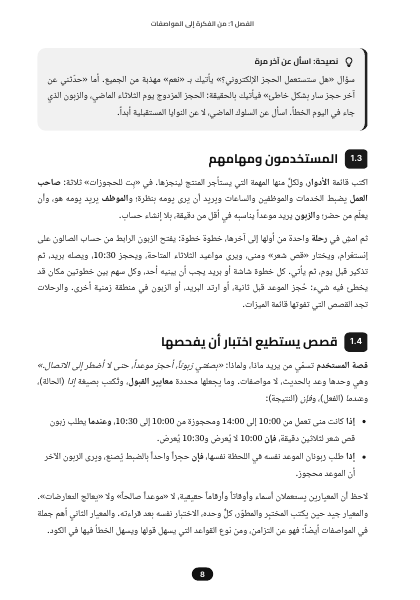 الفصل 1: من الفكرة إلى المواصفات
نصيحة: اسأل عن آخر مرة
سؤال «هل ستستعمل الحجز الإلكتروني؟» يأتيك بـ «نعم» مهذبة من الجميع. أما «حدّثني عن
آخر حجز سار بشكل خاطئ» فيأتيك بالحقيقة: الحجز المزدوج يوم الثلاثاء الماضي، والزبون الذي
جاء في اليوم الخطأ. اسأل عن السلوك الماضي، لا عن النوايا المستقبلية أبداً.
1.3 المستخدمون ومهامهم
اكتب قائمة الأدوار، ولكلٍّ منها المهمة التي يستأجر المنتج لينجزها. في «بِت للحجوزات» ثلاثة: صاحب
العمل يضبط الخدمات والموظفين والساعات ويريد أن يرى يومه بنظرة؛ والموظف يريد يومه هو، وأن
يعلّم من حضر؛ والزبون يريد موعداً يناسبه في أقل من دقيقة، بلا إنشاء حساب.
ثم امشِ في رحلة واحدة من أولها إلى آخرها، خطوة خطوة: يفتح الزبون الرابط من حساب الصالون على
إنستغرام، ويختار «قص شعر» ومنى، ويرى مواعيد الثلاثاء المتاحة، ويحجز 10:30، ويصله بريد، ثم
تذكير قبل يوم، ثم يأتي. كل خطوة شاشة أو بريد يجب أن يبنيه أحد، وكل سهم بين خطوتين مكان قد
يخطئ فيه شيء: حُجز الموعد قبل ثانية، أو ارتد البريد، أو الزبون في منطقة زمنية أخرى. والرحلات
تجد القصص التي تفوتها قائمة الميزات.
1.4 قصص يستطيع اختبار أن يفحصها
قصة المستخدم تسمّي من يريد ماذا، ولماذا: «بصفتي زبوناً، أحجز موعداً، حتى لا أضطر إلى الاتصال.»
وهي وحدها وعد بالحديث، لا مواصفات. وما يجعلها محددة معايير القبول، وتُكتب بصيغة إذا (الحالة)،
وعندما (الفعل)، وفإن (النتيجة):
• إذا كانت منى تعمل من 10:00 إلى 14:00 ومحجوزة من 10:00 إلى 10:30، وعندما يطلب زبون
قص شعر لثلاثين دقيقة، فإن 10:00 لا يُعرض و10:30 يُعرض.
• إذا طلب زبونان الموعد نفسه في اللحظة نفسها، فإن حجزاً واحداً بالضبط يُصنع، ويرى الزبون الآخر
أن الموعد محجوز.
لاحظ أن المعيارين يستعملان أسماء وأوقاتاً وأرقاماً حقيقية، لا «موعداً صالحاً» ولا «يعالج التعارضات».
والمعيار جيد حين يكتب المختبِر والمطوّر، كلٌّ وحده، الاختبار نفسه بعد قراءته. والمعيار الثاني أهم جملة
في المواصفات أيضاً: فهو عن التزامن، ومن نوع القواعد التي يسهل قولها ويسهل الخطأ فيها في الكود.
8